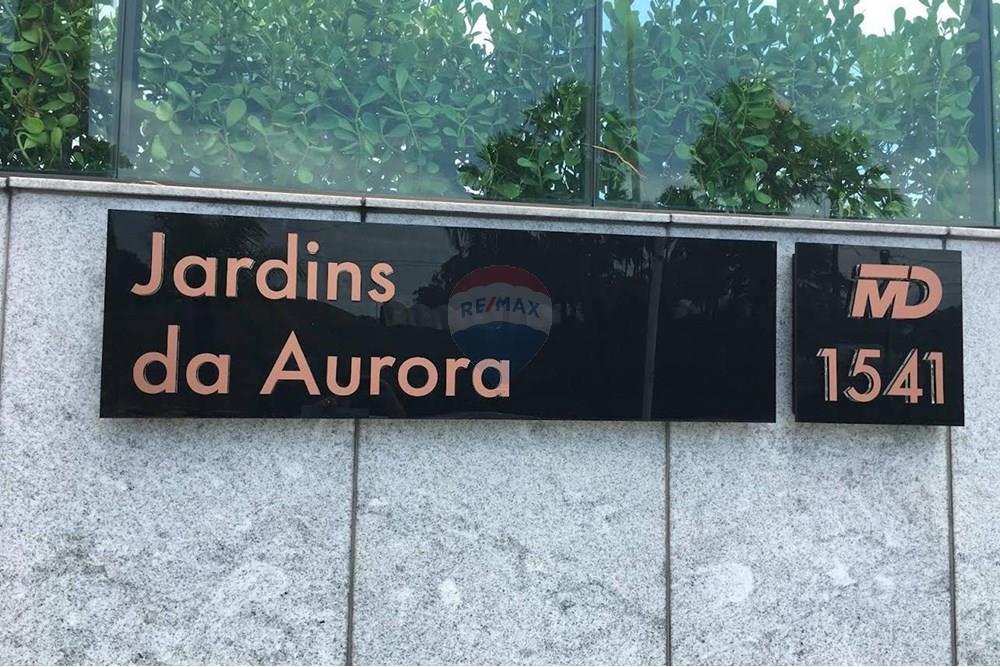 Jardins
da Aurora
RE/MAX
MD
1541